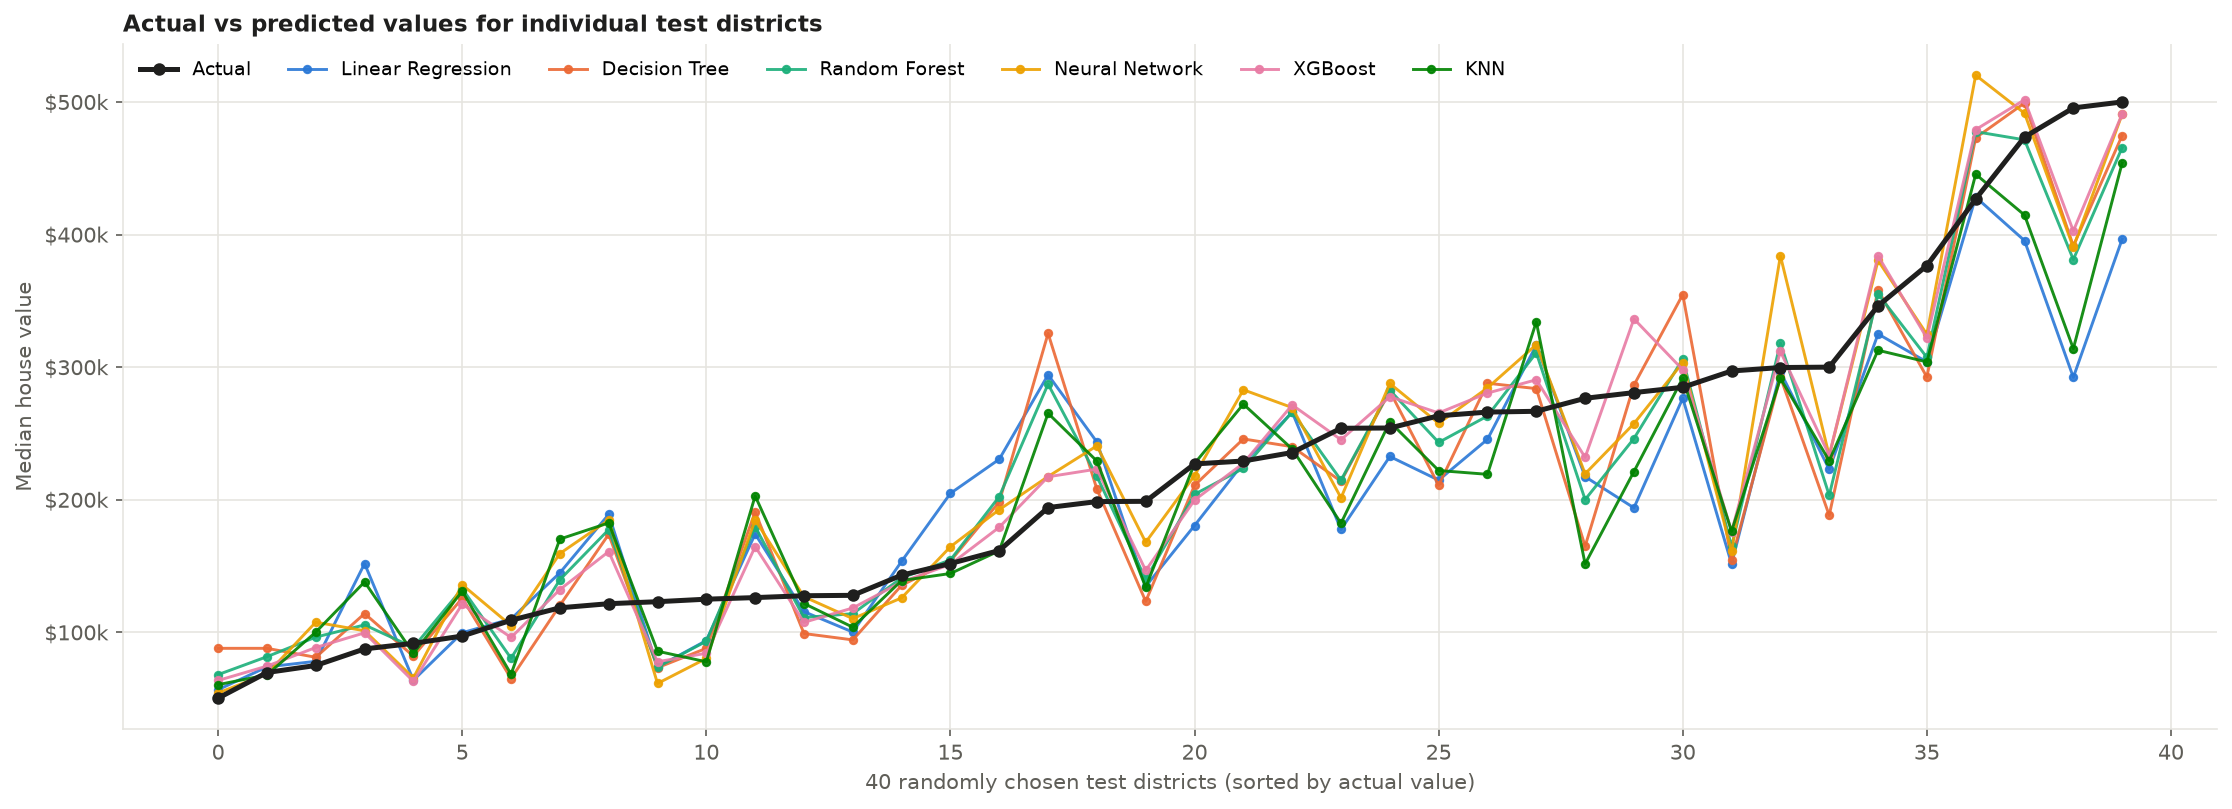 Actual vs predicted values for individual test districts
Actual Linear Regression Decision Tree Random Forest Neural Network XGBoost KNN
$500k
$400k
$300k
$200k
$100k
Median house value
0 5 10 15 20 25 30 35 40
40 randomly chosen test districts (sorted by actual value)